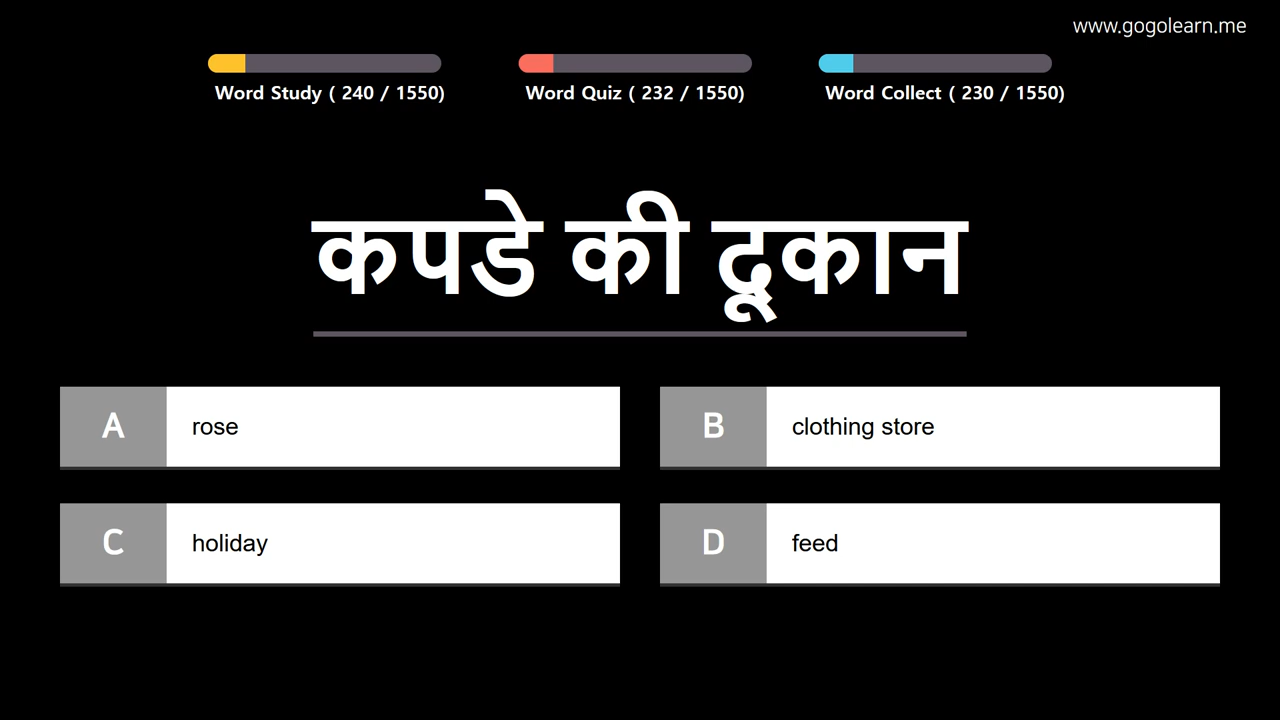 www.gogolearn.me
Word Study ( 240 / 1550)
Word Quiz ( 232 / 1550)
Word Collect ( 230 / 1550)
कपडे की दूकान
A rose
B clothing store
C holiday
D feed